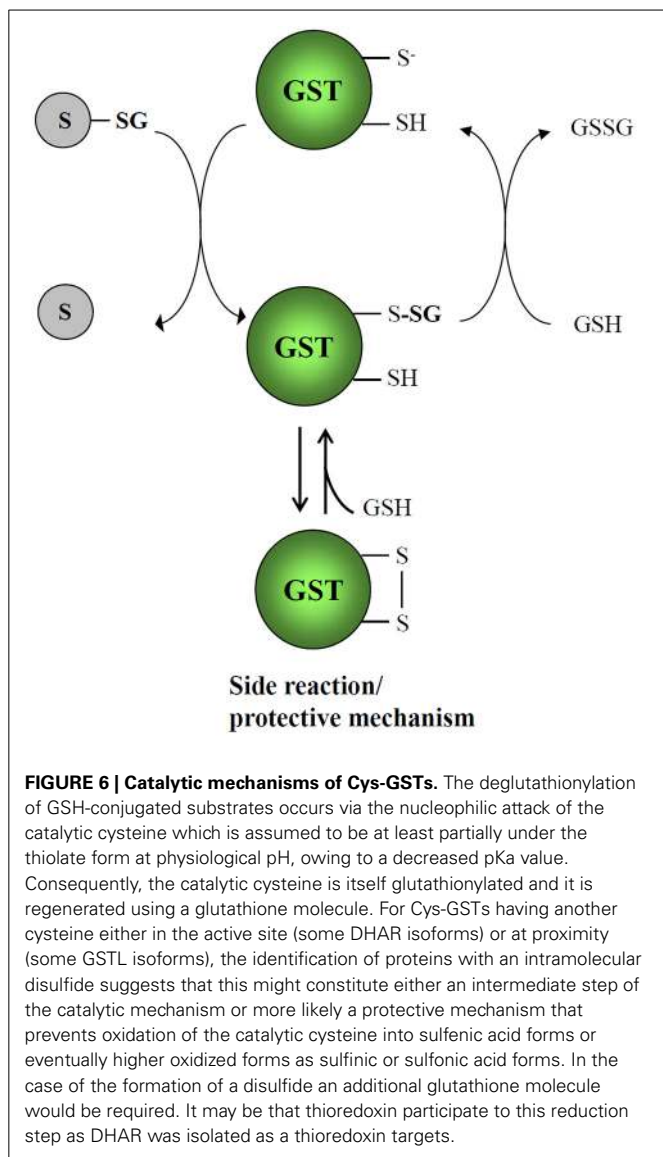 S-
S
SG
GST
SH
GSSG
S
S-SG
GST
SH
GSH
GSH
S
GST
S
Side reaction/
protective mechanism
FIGURE 6 | Catalytic mechanisms of Cys-GSTs. The deglutathionylation
of GSH-conjugated substrates occurs via the nucleophilic attack of the
catalytic cysteine which is assumed to be at least partially under the
thiolate form at physiological pH, owing to a decreased pKa value.
Consequently, the catalytic cysteine is itself glutathionylated and it is
regenerated using a glutathione molecule. For Cys-GSTs having another
cysteine either in the active site (some DHAR isoforms) or at proximity
(some GSTL isoforms), the identification of proteins with an intramolecular
disulfide suggests that this might constitute either an intermediate step of
the catalytic mechanism or more likely a protective mechanism that
prevents oxidation of the catalytic cysteine into sulfenic acid forms or
eventually higher oxidized forms as sulfinic or sulfonic acid forms. In the
case of the formation of a disulfide an additional glutathione molecule
would be required. It may be that thioredoxin participate to this reduction
step as DHAR was isolated as a thioredoxin targets.